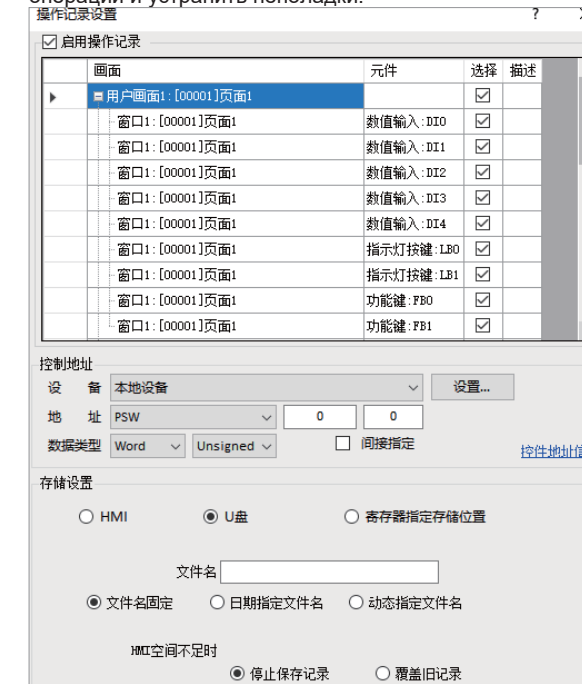 операций и устранить неполадки.
操作记录设置 ?
启用操作记录
画面 元件 选择 描述
用户画面1:[00001]页面1
窗口1:[00001]页面1 数值输入:DI0
窗口1:[00001]页面1 数值输入:DI1
窗口1:[00001]页面1 数值输入:DI2
窗口1:[00001]页面1 数值输入:DI3
窗口1:[00001]页面1 数值输入:DI4
窗口1:[00001]页面1 指示灯按键:LB0
窗口1:[00001]页面1 指示灯按键:LB1
窗口1:[00001]页面1 功能键:FB0
窗口1:[00001]页面1 功能键:FB1
控制地址
设 备 本地设备 设置...
地 址 PSW 0 0
数据类型 Word Unsigned 间接指定
控件地址
存储设置
HMI U盘 寄存器指定存储位置
文件名
文件名固定 日期指定文件名 动态指定文件名
HMI空间不足时
停止保存记录 覆盖旧记录